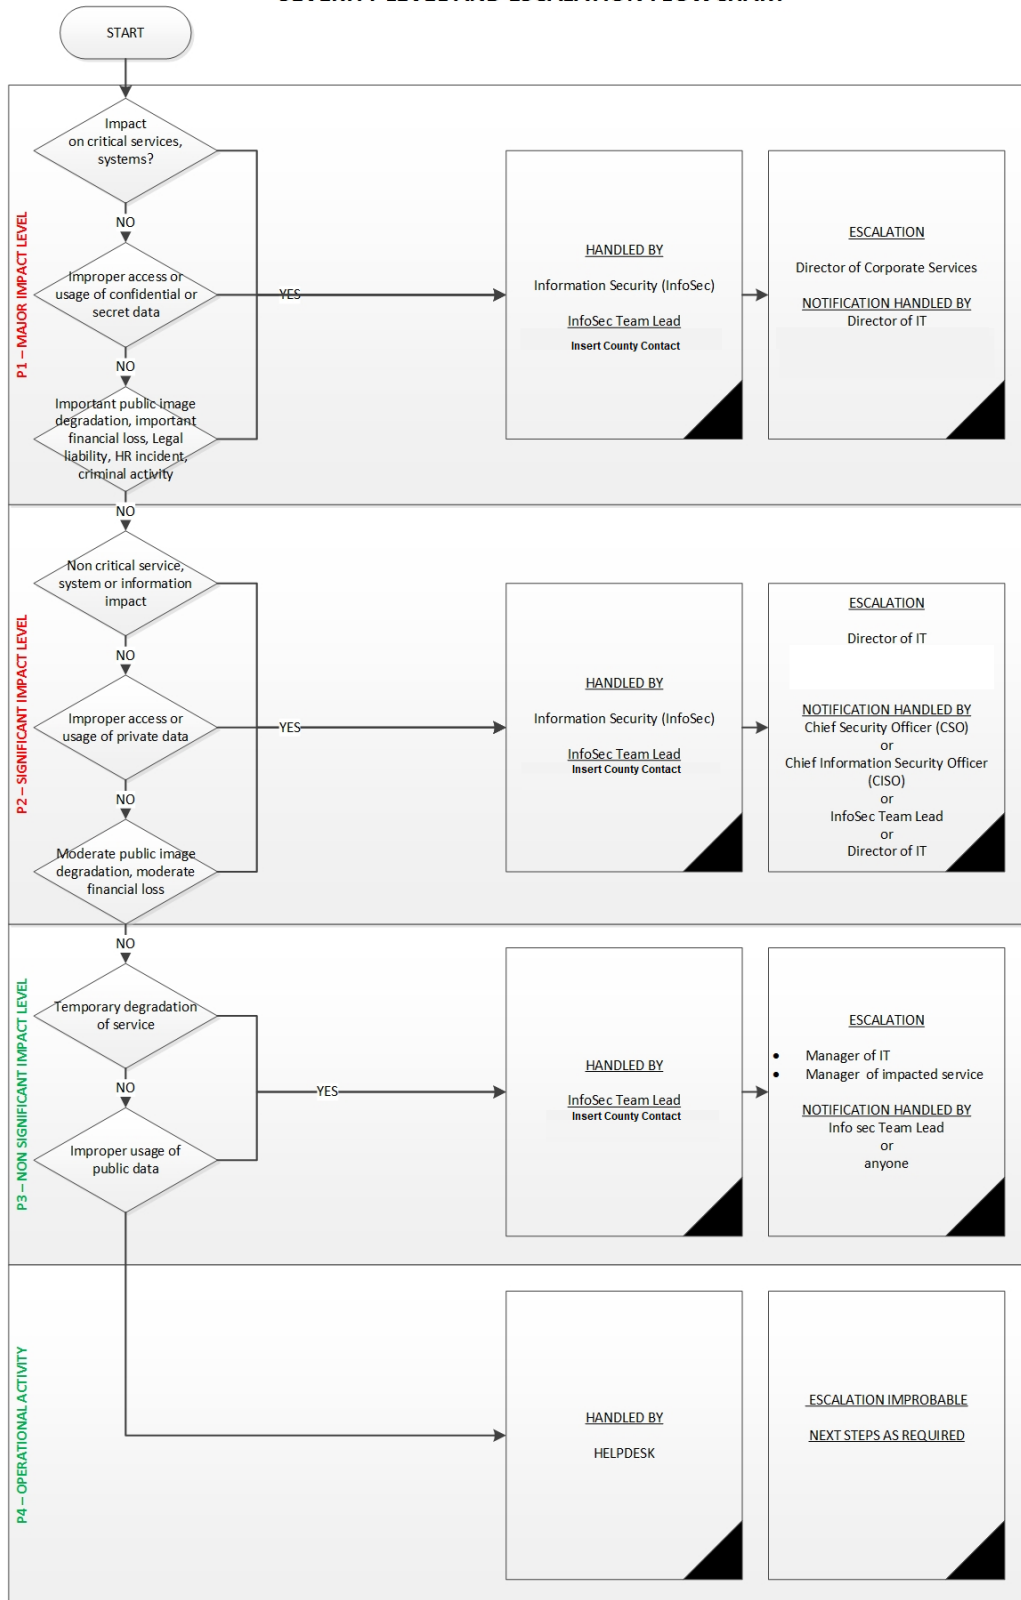 SEVERITY LEVEL AND ESCALATION FLOWCHART
START
P1 – MAJOR IMPACT LEVEL
Impact
on critical services,
systems?
NO
Improper access or
usage of confidential or
secret data
NO
Important public image
degradation, important
financial loss, Legal
liability, HR incident,
criminal activity
YES
HANDLED BY
Information Security (InfoSec)
InfoSec Team Lead
Insert County Contact
ESCALATION
Director of Corporate Services
NOTIFICATION HANDLED BY
Director of IT
NO
P2 – SIGNIFICANT IMPACT LEVEL
Non critical service,
system or information
impact
NO
Improper access or
usage of private data
NO
Moderate public image
degradation, moderate
financial loss
YES
HANDLED BY
Information Security (InfoSec)
InfoSec Team Lead
Insert County Contact
ESCALATION
Director of IT
NOTIFICATION HANDLED BY
Chief Security Officer (CSO)
or
Chief Information Security Officer
(CISO)
or
InfoSec Team Lead
or
Director of IT
NO
P3 – NON SIGNIFICANT IMPACT LEVEL
Temporary degradation
of service
NO
Improper usage of
public data
YES
HANDLED BY
InfoSec Team Lead
Insert County Contact
ESCALATION
• Manager of IT
• Manager  of impacted service
NOTIFICATION HANDLED BY
Info sec Team Lead
or
anyone
P4 – OPERATIONAL ACTIVITY
HANDLED BY
HELPDESK
ESCALATION IMPROBABLE
NEXT STEPS AS REQUIRED